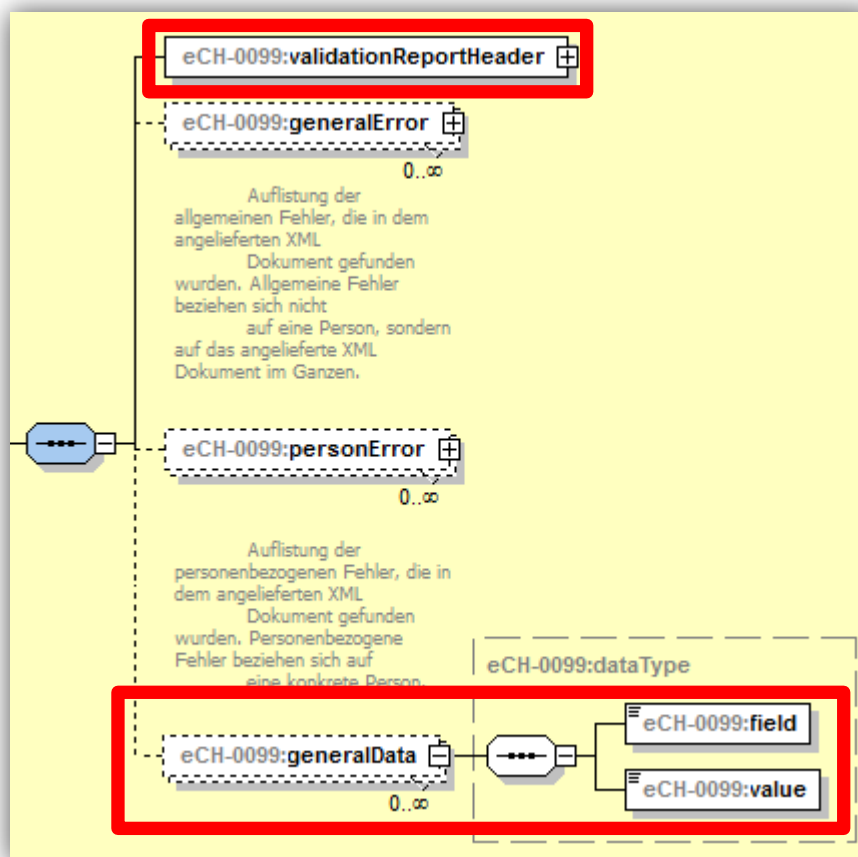 eCH-0099:validationReportHeader
eCH-0099:generalError
0..∞
Auflistung der
allgemeinen Fehler, die in dem
angelieferten XML
Dokument gefunden
wurden. Allgemeine Fehler
beziehen sich nicht
auf eine Person, sondern
auf das angelieferte XML
Dokument im Ganzen.
eCH-0099:personError
0..∞
Auflistung der
personenbezogenen Fehler, die in
dem angelieferten XML
Dokument gefunden
wurden. Personenbezogene
Fehler beziehen sich auf
eine konkrete Person.
eCH-0099:dataType
eCH-0099:generalData
0..∞
eCH-0099:field
eCH-0099:value